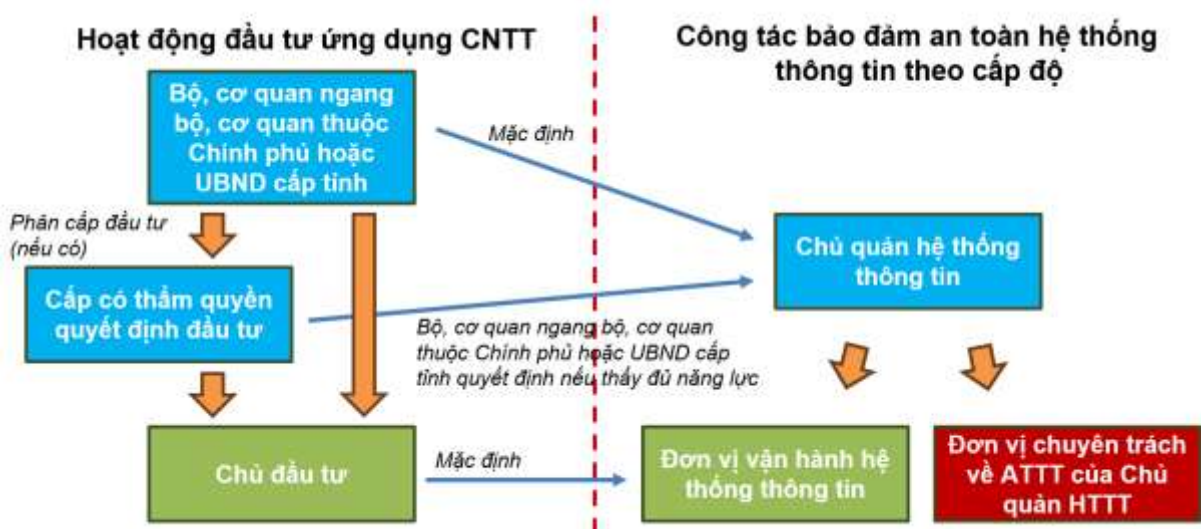 Hoạt động đầu tư ứng dụng CNTT
Công tác bảo đảm an toàn hệ thống
thông tin theo cấp độ
Bộ, cơ quan ngang
bộ, cơ quan thuộc
Chính phủ hoặc
UBND cấp tỉnh
Mặc định
Phân cấp đầu tư
(nếu có)
Chủ quản hệ thống
thông tin
Cấp có thẩm quyền
quyết định đầu tư
Bộ, cơ quan ngang bộ, cơ quan
thuộc Chính phủ hoặc UBND cấp
tỉnh quyết định nếu thấy đủ năng lực
Chủ đầu tư
Mặc định
Đơn vị vận hành hệ
thống thông tin
Đơn vị chuyên trách
về ATTT của Chủ
quản HTTT